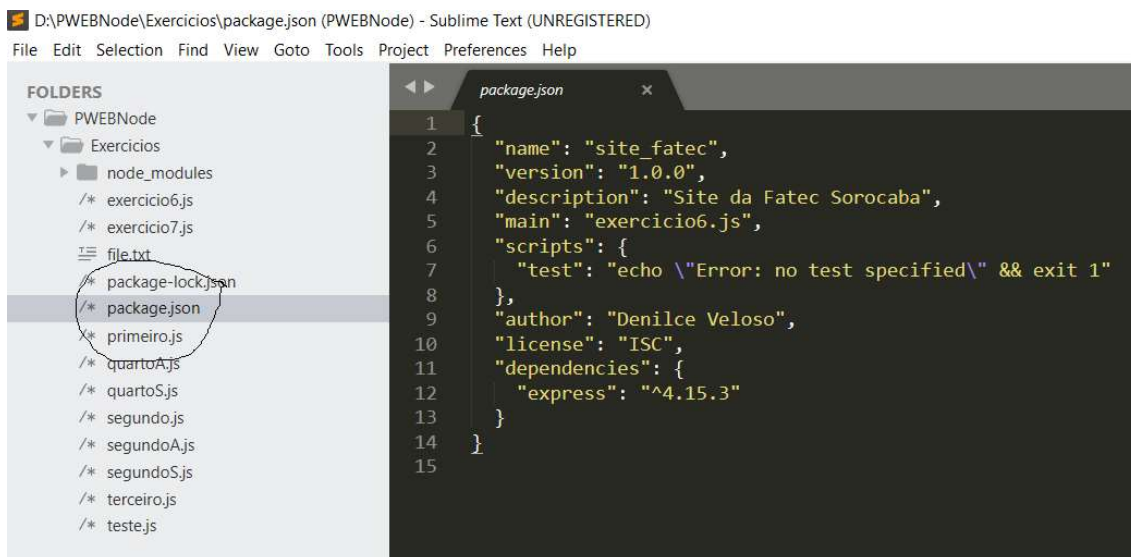 D:\PWEBNode\Exercicios\package.json (PWEBNode) - Sublime Text (UNREGISTERED)
File Edit Selection Find View Goto Tools Project Preferences Help
FOLDERS
PWEBNode
Exercicios
node_modules
/* exercicio6.js
/* exercicio7.js
file.txt
/* package-lock.json
/* package.json
/* primeiro.js
/* quartoA.js
/* quartoS.js
/* segundo.js
/* segundoA.js
/* segundoS.js
/* terceiro.js
/* teste.js
package.json ×
1 {
2 "name": "site_fatec",
3 "version": "1.0.0",
4 "description": "Site da Fatec Sorocaba",
5 "main": "exercicio6.js",
6 "scripts": {
7 "test": "echo \"Error: no test specified\" && exit 1"
8 },
9 "author": "Denilce Veloso",
10 "license": "ISC",
11 "dependencies": {
12 "express": "^4.15.3"
13 }
14 }
15